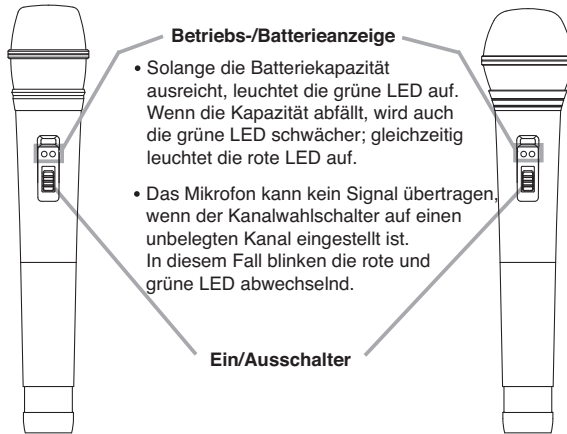 Betriebs-/Batterieanzeige
• Solange die Batteriekapazität
ausreicht, leuchtet die grüne LED auf.
Wenn die Kapazität abfällt, wird auch
die grüne LED schwächer; gleichzeitig
leuchtet die rote LED auf.
• Das Mikrofon kann kein Signal übertragen,
wenn der Kanalwahlschalter auf einen
unbelegten Kanal eingestellt ist.
In diesem Fall blinken die rote und
grüne LED abwechselnd.
Ein/Ausschalter